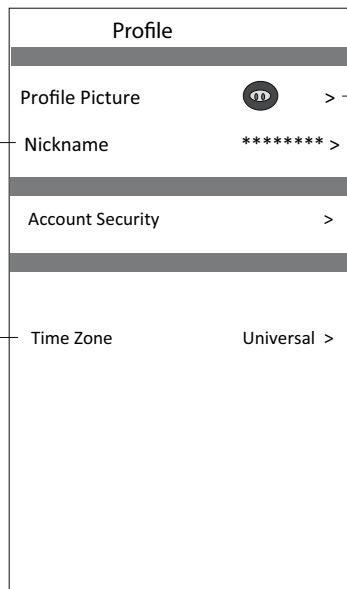 Profile
Profile Picture >
Nickname ******** >
Account Security >
Time Zone Universal >